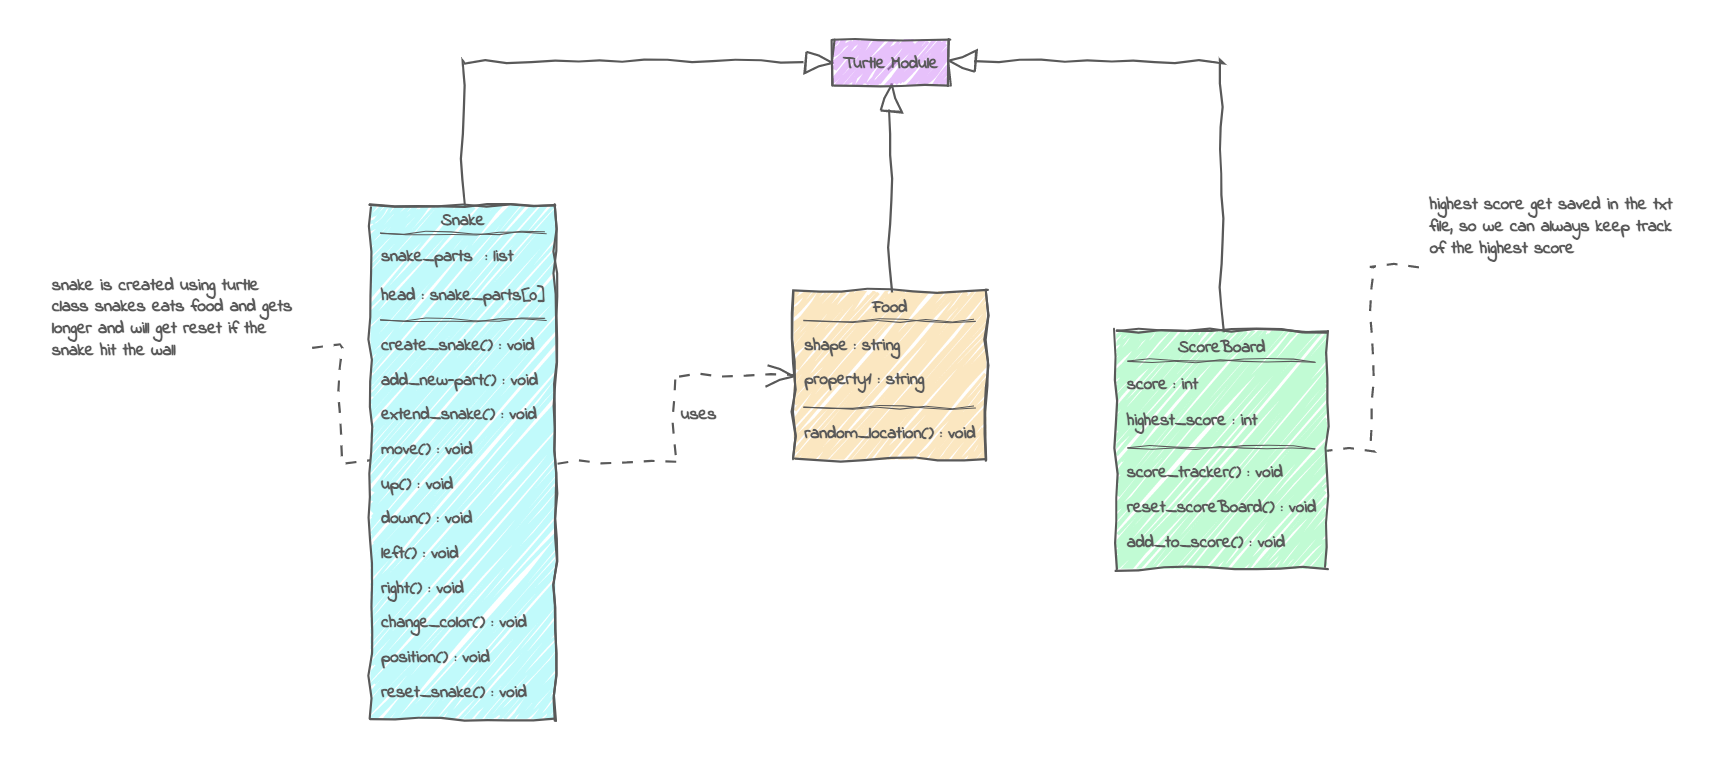 Turtle Module
Snake
snake_parts : list
head : snake_parts[0]
create_snake() : void
add_new-part() : void
extend_snake() : void
move() : void
up() : void
down() : void
left() : void
right() : void
change_color() : void
position() : void
reset_snake() : void
snake is created using turtle
class snakes eats food and gets
longer and will get reset if the
snake hit the wall
uses
Food
shape : string
property1 : string
random_location() : void
ScoreBoard
score : int
highest_score : int
score_tracker() : void
reset_scoreBoard() : void
add_to_score() : void
highest score get saved in the txt
file, so we can always keep track
of the highest score